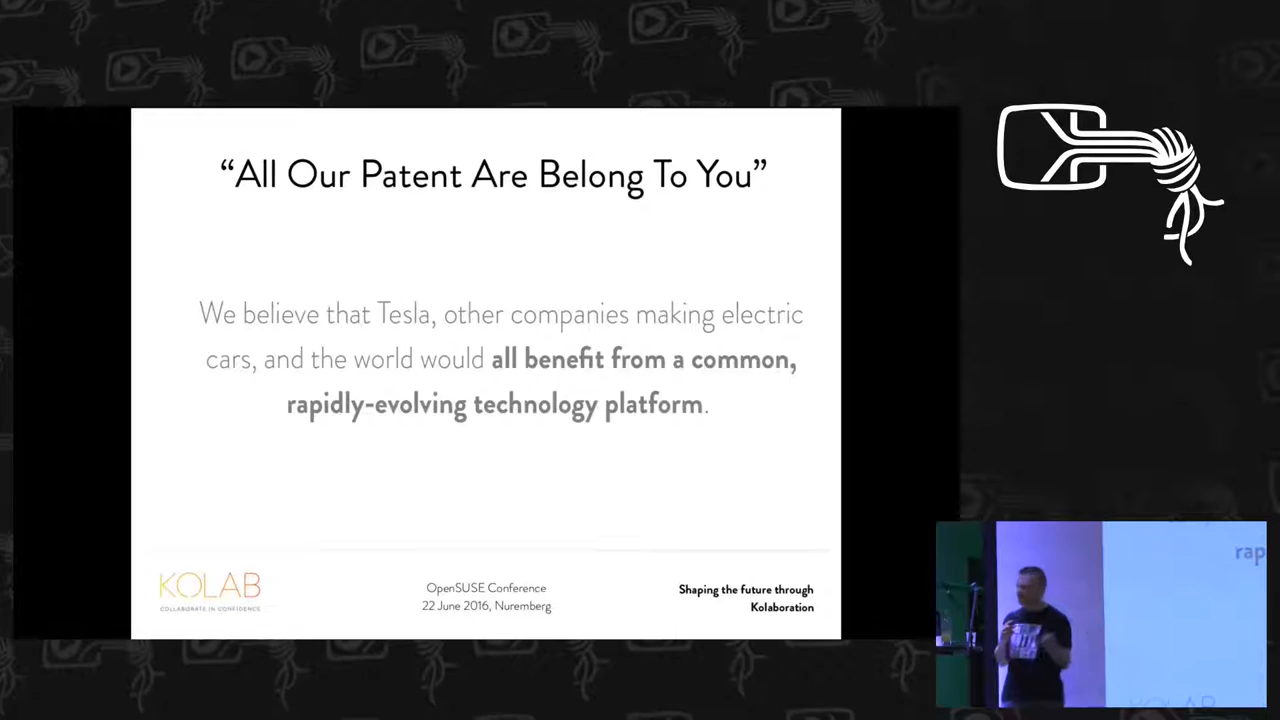 “All Our Patent Are Belong To You”
We believe that Tesla, other companies making electric
cars, and the world would all benefit from a common,
rapidly-evolving technology platform.
KOLAB
COLLABORATE IN CONFIDENCE
OpenSUSE Conference
22 June 2016, Nuremberg
Shaping the future through
Kolaboration
rap
KOLAB